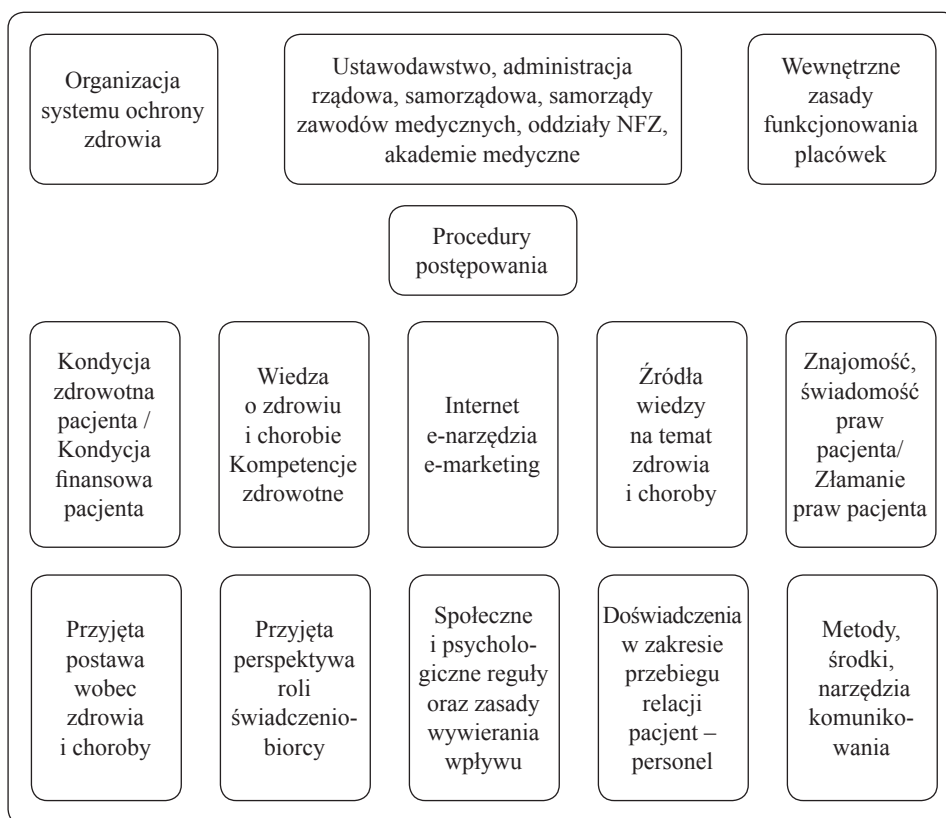 Organizacja
systemu ochrony
zdrowia
Ustawodawstwo, administracja
rządowa, samorządowa, samorządy
zawodów medycznych, oddziały NFZ,
akademie medyczne
Wewnętrzne
zasady
funkcjonowania
placówek
Procedury
postępowania
Kondycja
zdrowotna
pacjenta /
Kondycja
finansowa
pacjenta
Wiedza
o zdrowiu
i chorobie
Kompetencje
zdrowotne
Internet
e-narzędzia
e-marketing
Źródła
wiedzy
na temat
zdrowia
i choroby
Znajomość,
świadomość
praw
pacjenta/
Złamanie
praw pacjenta
Przyjęta
postawa
wobec
zdrowia
i choroby
Przyjęta
perspektywa
roli
świadczenio-
biorcy
Społeczne
i psycholo-
giczne reguły
oraz zasady
wywierania
wpływu
Doświadczenia
w zakresie
przebiegu
relacji
pacjent –
personel
Metody,
środki,
narzędzia
komuniko-
wania